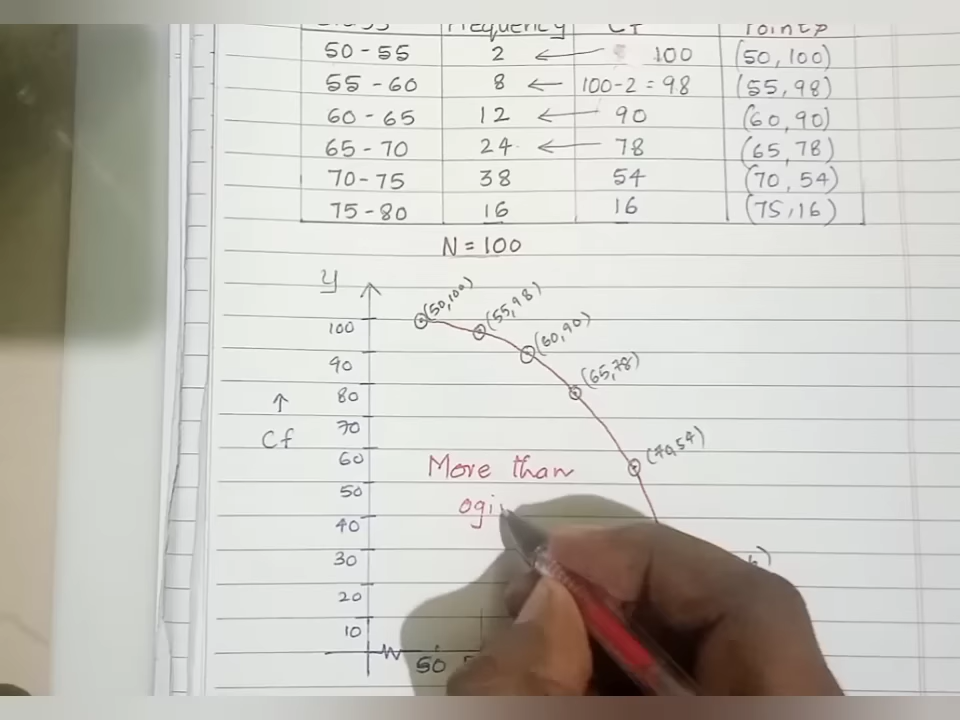 Frequency
50-55 2 ← 100 (50,100)
55-60 8 ← 100-2=98 (55,98)
60-65 12 ← 90 (60,90)
65-70 24 ← 78 (65,78)
70-75 38 54 (70,54)
75-80 16 16 (75,16)
N=100
y
(50,100) (55,98)
100 (60,90)
90
(65,78)
80
↑
70
Cf
(70,54)
60 More than
50 ogi
40
30
20
10
50